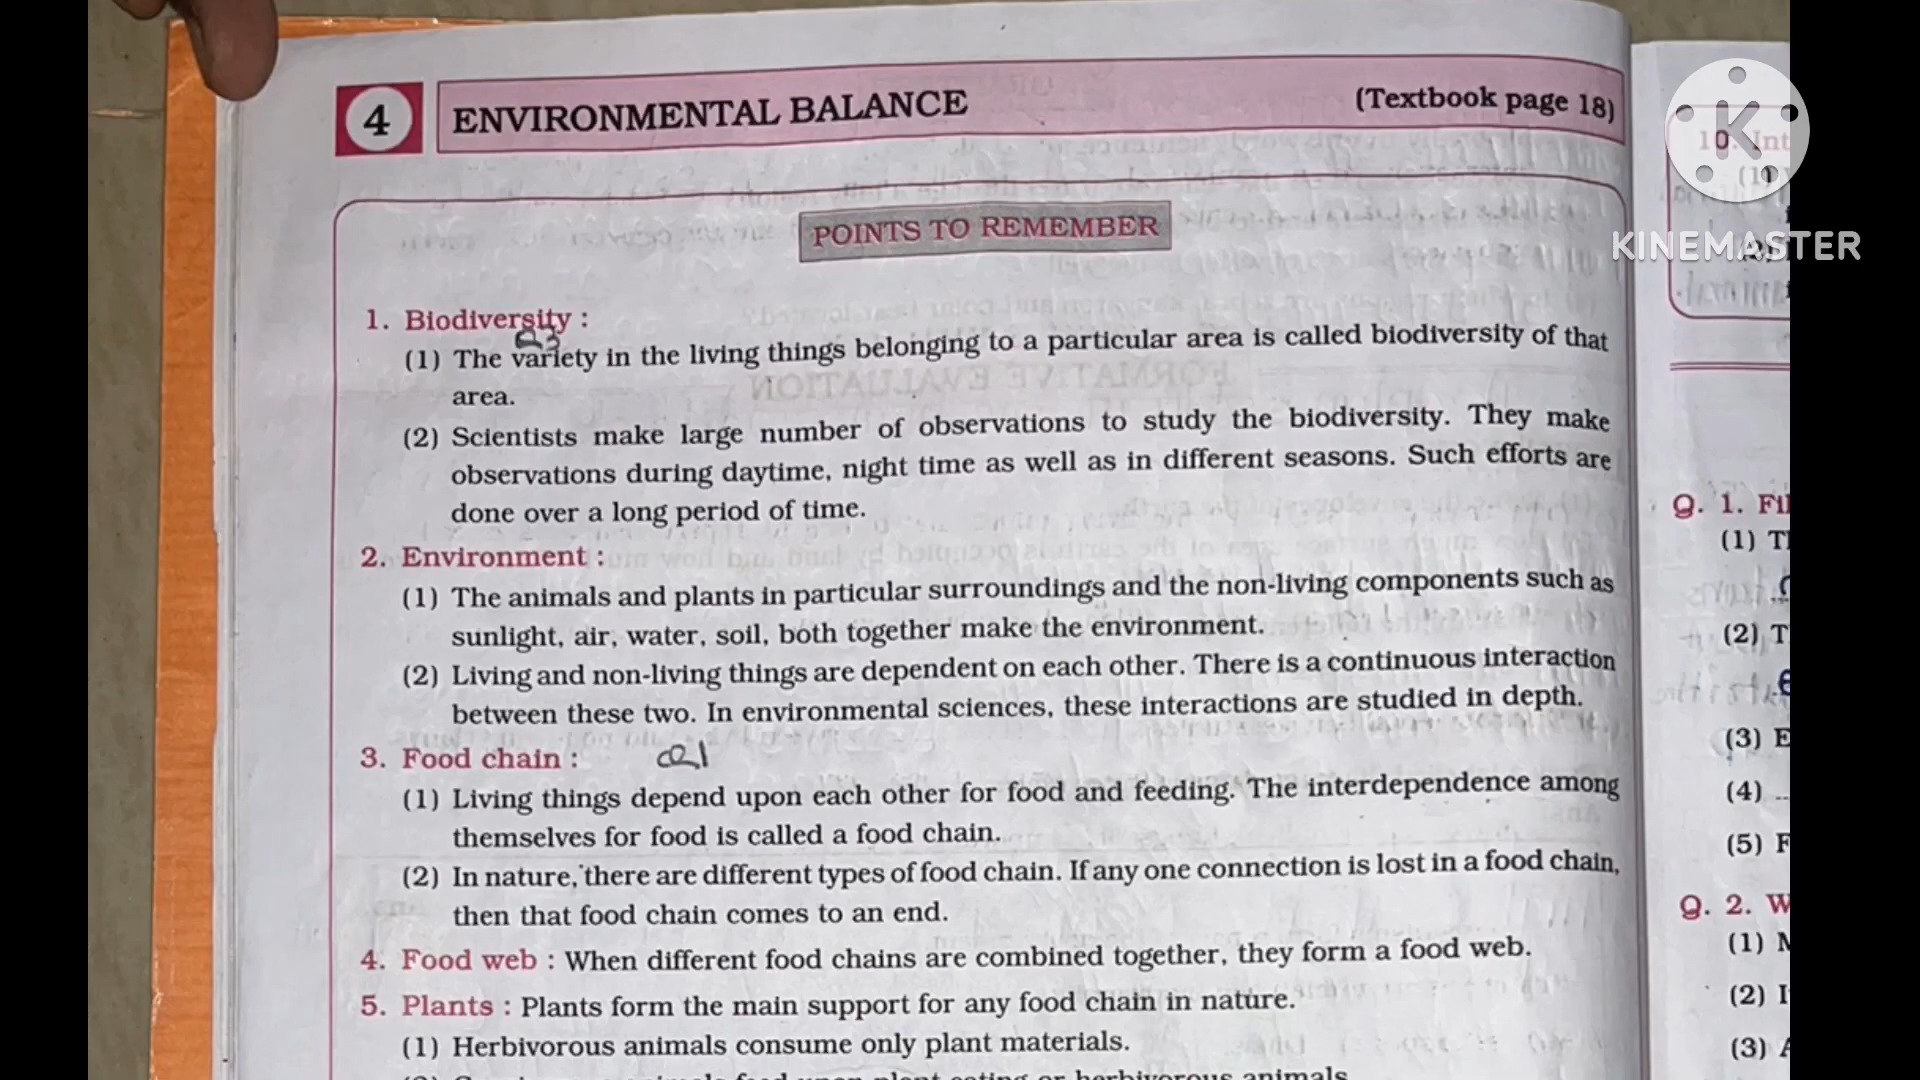 4 ENVIRONMENTAL BALANCE (Textbook page 18)
POINTS TO REMEMBER
1. Biodiversity :
Q3
(1) The variety in the living things belonging to a particular area is called biodiversity of that
area.
(2) Scientists make large number of observations to study the biodiversity. They make
observations during daytime, night time as well as in different seasons. Such efforts are
done over a long period of time.
2. Environment :
(1) The animals and plants in particular surroundings and the non-living components such as
sunlight, air, water, soil, both together make the environment.
(2) Living and non-living things are dependent on each other. There is a continuous interaction
between these two. In environmental sciences, these interactions are studied in depth.
3. Food chain : Q1
(1) Living things depend upon each other for food and feeding. The interdependence among
themselves for food is called a food chain.
(2) In nature, there are different types of food chain. If any one connection is lost in a food chain,
then that food chain comes to an end.
4. Food web : When different food chains are combined together, they form a food web.
5. Plants : Plants form the main support for any food chain in nature.
(1) Herbivorous animals consume only plant materials.
K
KINEMASTER
10. Int
(1)
Q. 1. Fil
(1) T
(2) T
(3) E
(4) ..
(5) F
Q. 2. W
(1) M
(2) I
(3) A